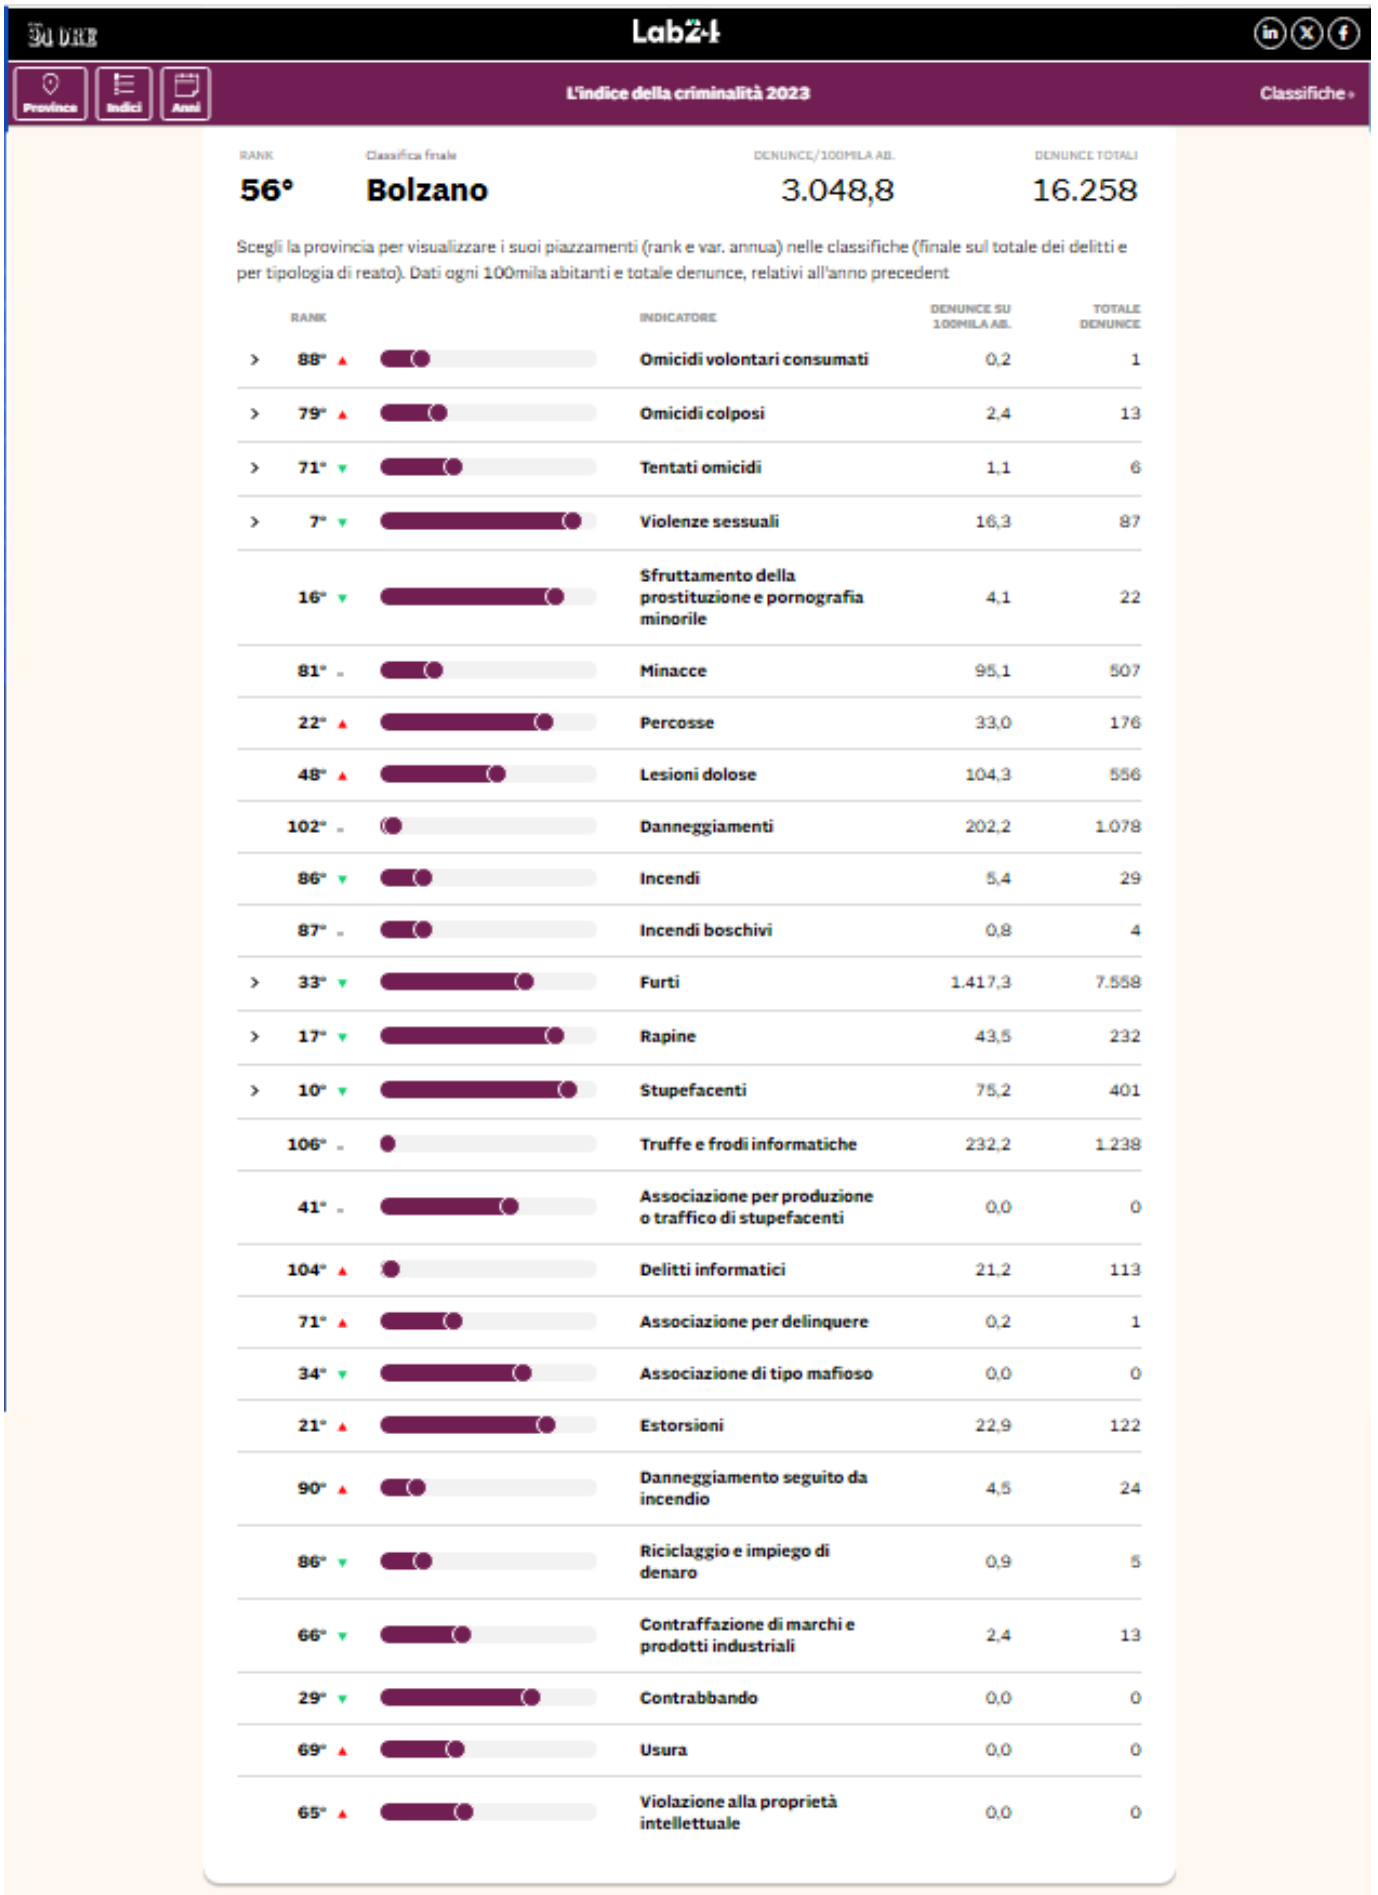 Lab24
in X f
Province
Indici
Anni
L'indice della criminalità 2023
Classifiche
RANK Classifica finale DENUNCE/100MILA AB. DENUNCE TOTALI
56° Bolzano 3.048,8 16.258
Scegli la provincia per visualizzare i suoi piazzamenti (rank e var. annua) nelle classifiche (finale sul totale dei delitti e
per tipologia di reato). Dati ogni 100mila abitanti e totale denunce, relativi all'anno precedent
RANK INDICATORE DENUNCE SU TOTALE
100MILA AB. DENUNCE
88° Omicidi volontari consumati 0,2 1
79° Omicidi colposi 2,4 13
71° Tentati omicidi 1,1 6
7° Violenze sessuali 16,3 87
Sfruttamento della
16° prostituzione e pornografia 4,1 22
minorile
81° Minacce 95,1 507
22° Percosse 33,0 176
48° Lesioni dolose 104,3 556
102° Danneggiamenti 202,2 1.078
86° Incendi 5,4 29
87° Incendi boschivi 0,8 4
33° Furti 1.417,3 7.558
17° Rapine 43,5 232
10° Stupefacenti 75,2 401
106° Truffe e frodi informatiche 232,2 1.238
41° Associazione per produzione 0,0 0
o traffico di stupefacenti
104° Delitti informatici 21,2 113
71° Associazione per delinquere 0,2 1
34° Associazione di tipo mafioso 0,0 0
21° Estorsioni 22,9 122
90° Danneggiamento seguito da 4,5 24
incendio
86° Riciclaggio e impiego di 0,9 5
denaro
66° Contraffazione di marchi e 2,4 13
prodotti industriali
29° Contrabbando 0,0 0
69° Usura 0,0 0
65° Violazione alla proprietà 0,0 0
intellettuale